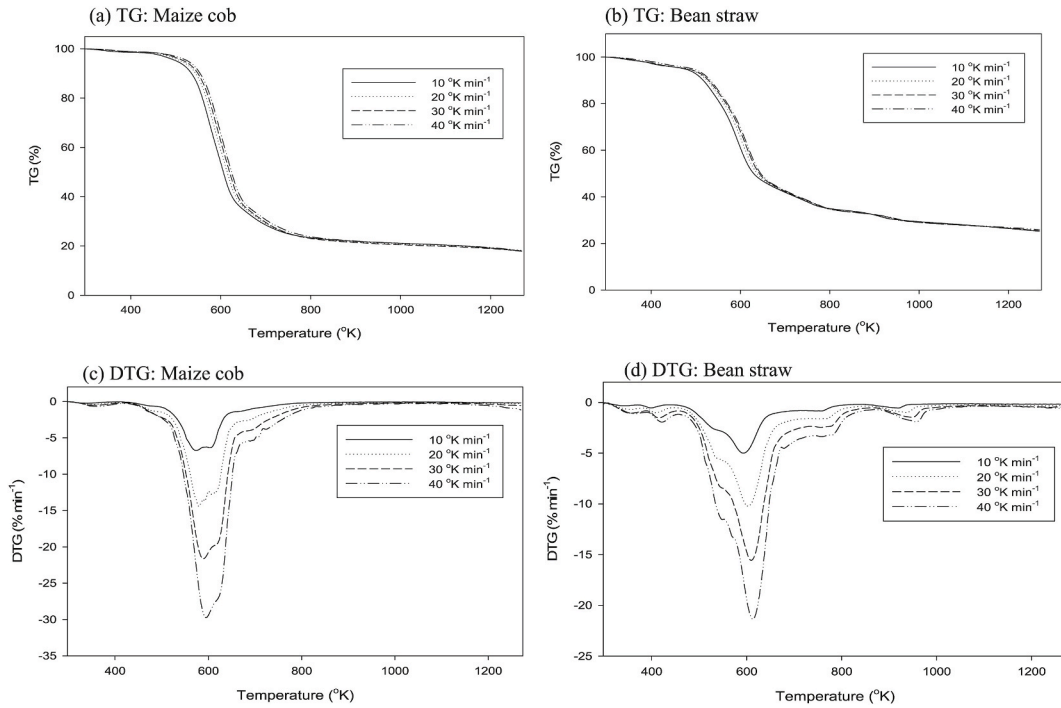 (a) TG: Maize cob
100
80
60
40
20
0
TG (%)
400
600
800
1000
1200
Temperature (°K)
10 °K min-1
20 °K min-1
30 °K min-1
40 °K min-1
(b) TG: Bean straw
100
80
60
40
20
0
TG (%)
400
600
800
1000
1200
Temperature (°K)
10 °K min-1
20 °K min-1
30 °K min-1
40 °K min-1
(c) DTG: Maize cob
0
-5
-10
-15
-20
-25
-30
-35
DTG (% min-1)
400
600
800
1000
1200
Temperature (°K)
10 °K min-1
20 °K min-1
30 °K min-1
40 °K min-1
(d) DTG: Bean straw
0
-5
-10
-15
-20
-25
DTG (% min-1)
400
600
800
1000
1200
Temperature (°K)
10 °K min-1
20 °K min-1
30 °K min-1
40 °K min-1